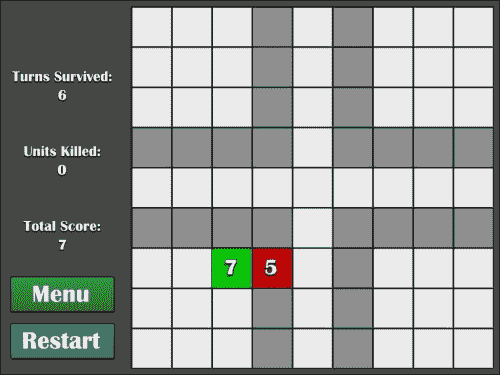 Turns Survived:
6
Units Killed:
0
Total Score:
7
Menu
Restart
7 5